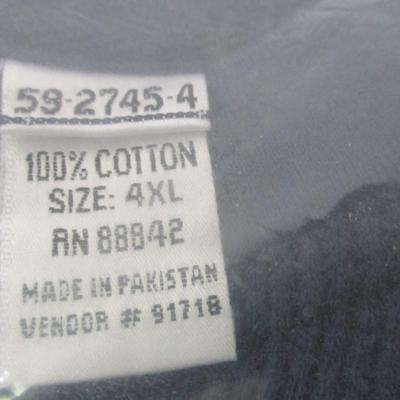 59-2745-4
100% COTTON
SIZE: 4XL
RN 88842
MADE IN PAKISTAN
VENDOR # 91718